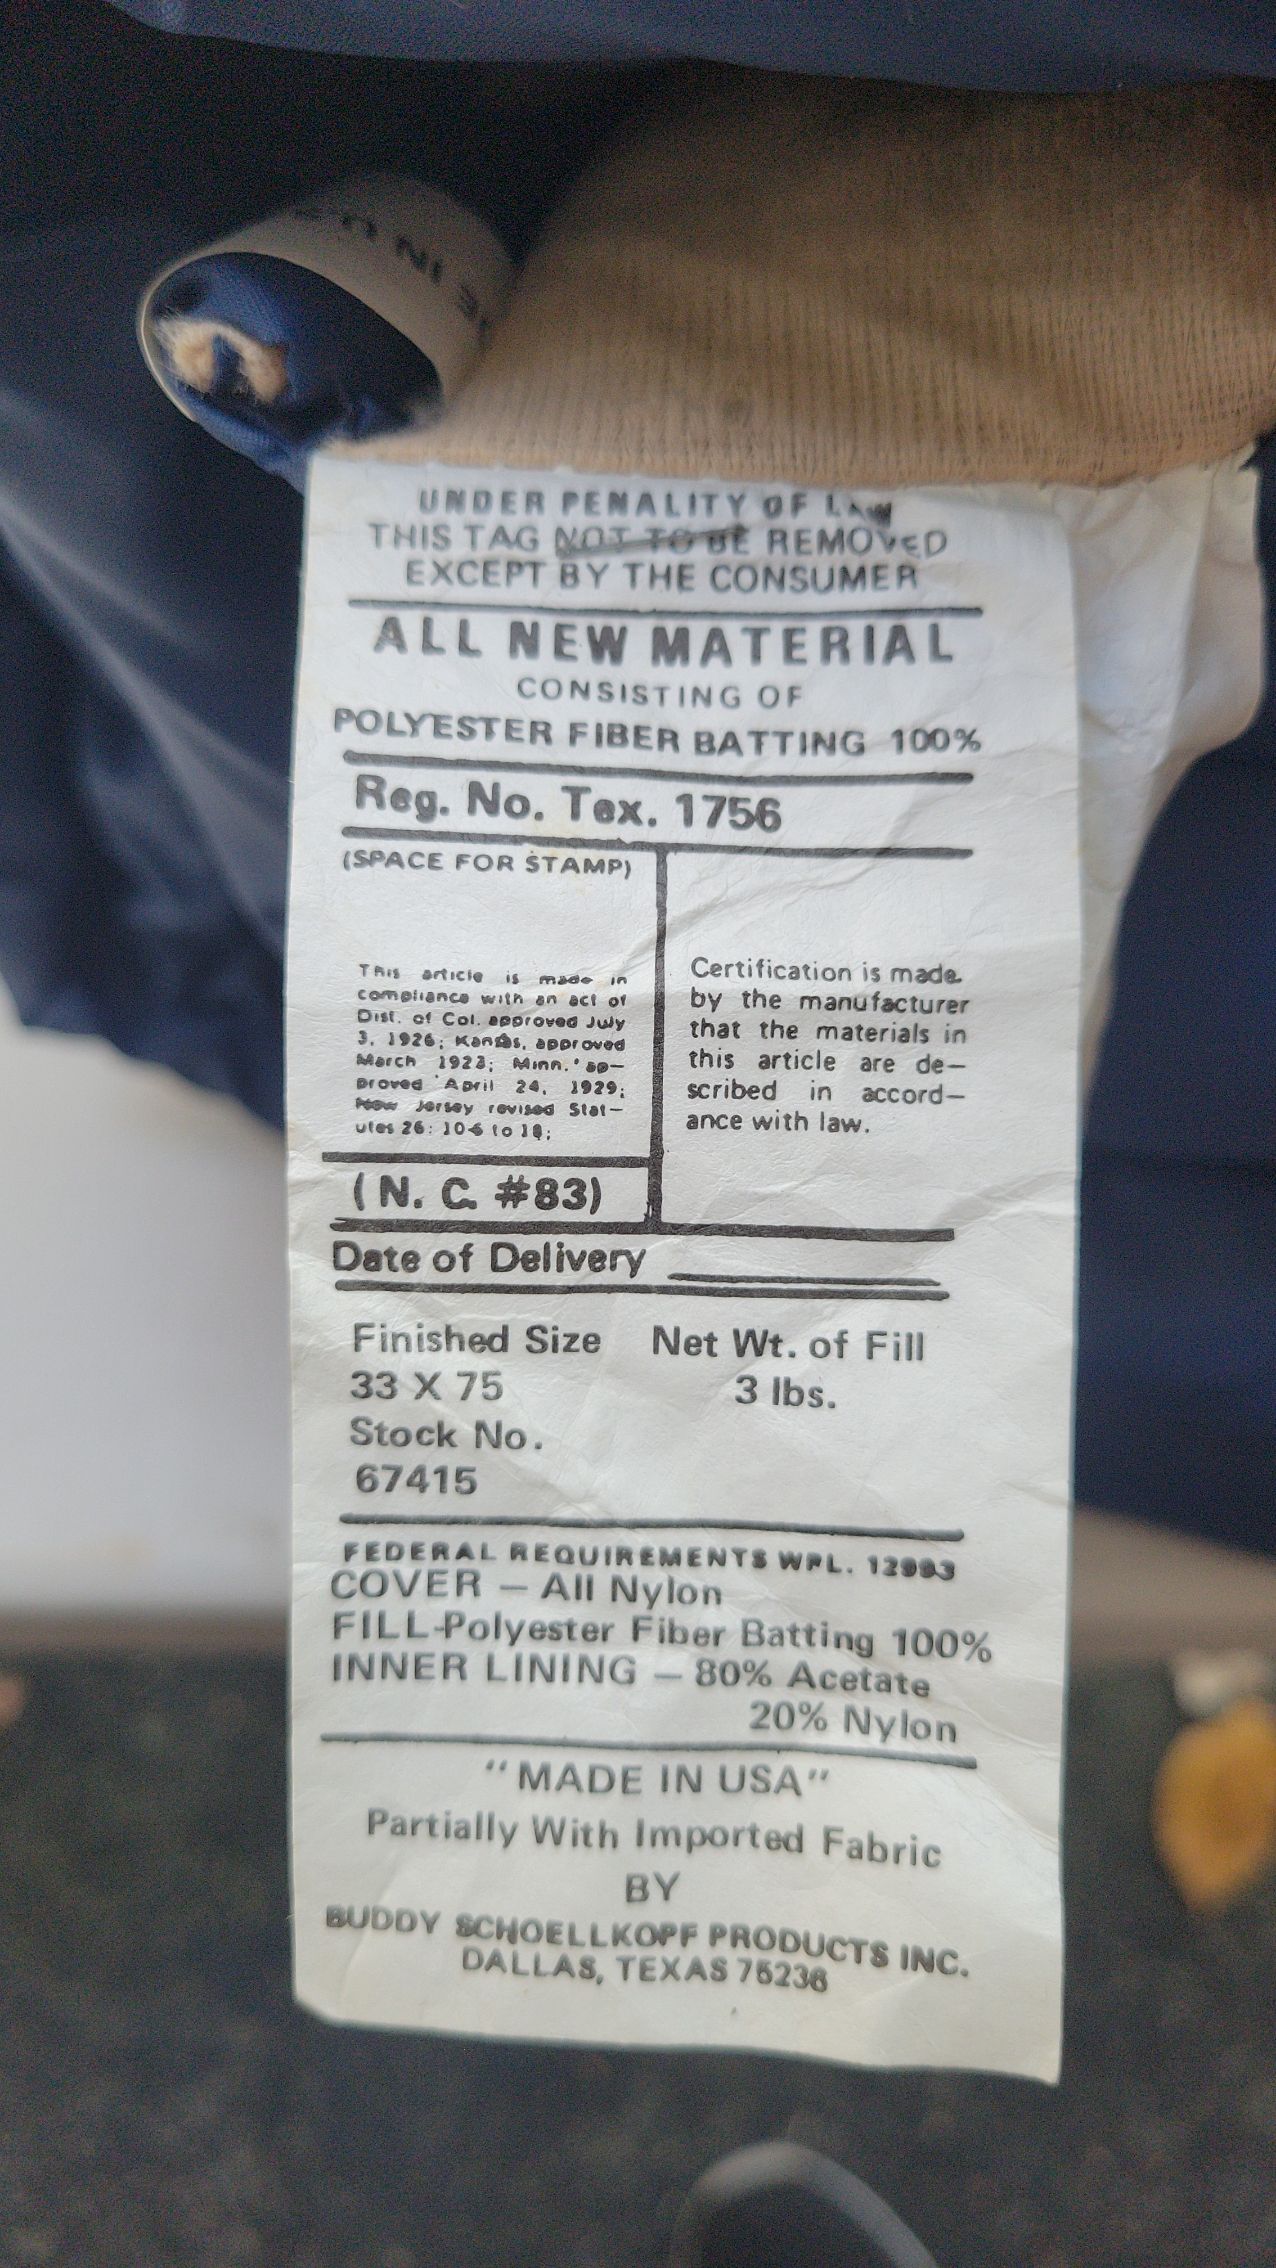 UNDER PENALITY OF LAW
THIS TAG NOT TO BE REMOVED
EXCEPT BY THE CONSUMER
ALL NEW MATERIAL
CONSISTING OF
POLYESTER FIBER BATTING 100%
Reg. No. Tex. 1756
(SPACE FOR STAMP)
This article is made in
compliance with an act of
Dist. of Col. approved July
3, 1926; Kansas, approved
March 1923; Minn. ap-
proved April 24, 1929;
New Jersey revised Stat-
utes 26: 10-6 to 18;
Certification is made
by the manufacturer
that the materials in
this article are de-
scribed in accord-
ance with law.
(N. C. #83)
Date of Delivery
Finished Size Net Wt. of Fill
33 X 75 3 lbs.
Stock No.
67415
FEDERAL REQUIREMENTS WPL. 12993
COVER - All Nylon
FILL-Polyester Fiber Batting 100%
INNER LINING - 80% Acetate
20% Nylon
"MADE IN USA"
Partially With Imported Fabric
BY
BUDDY SCHOELLKOPF PRODUCTS INC.
DALLAS, TEXAS 75238